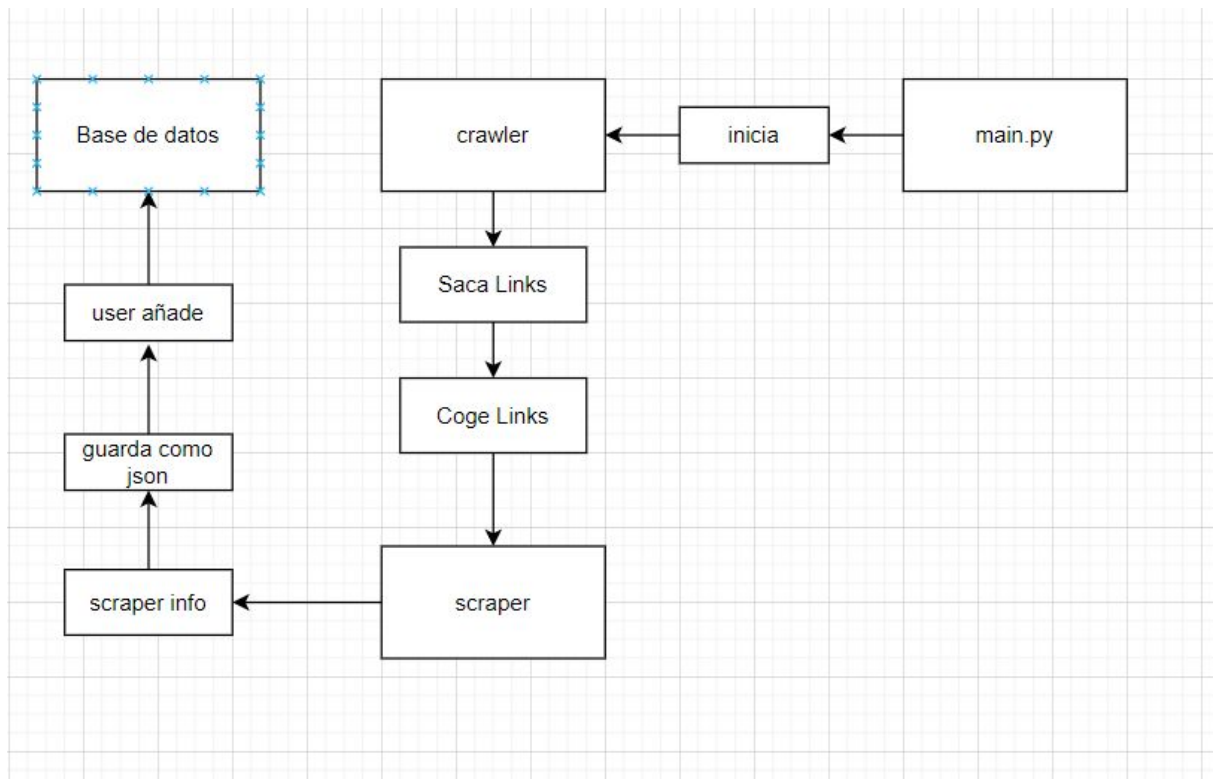 Base de datos
crawler
inicia
main.py
Saca Links
user añade
Coge Links
guarda como
json
scraper info
scraper